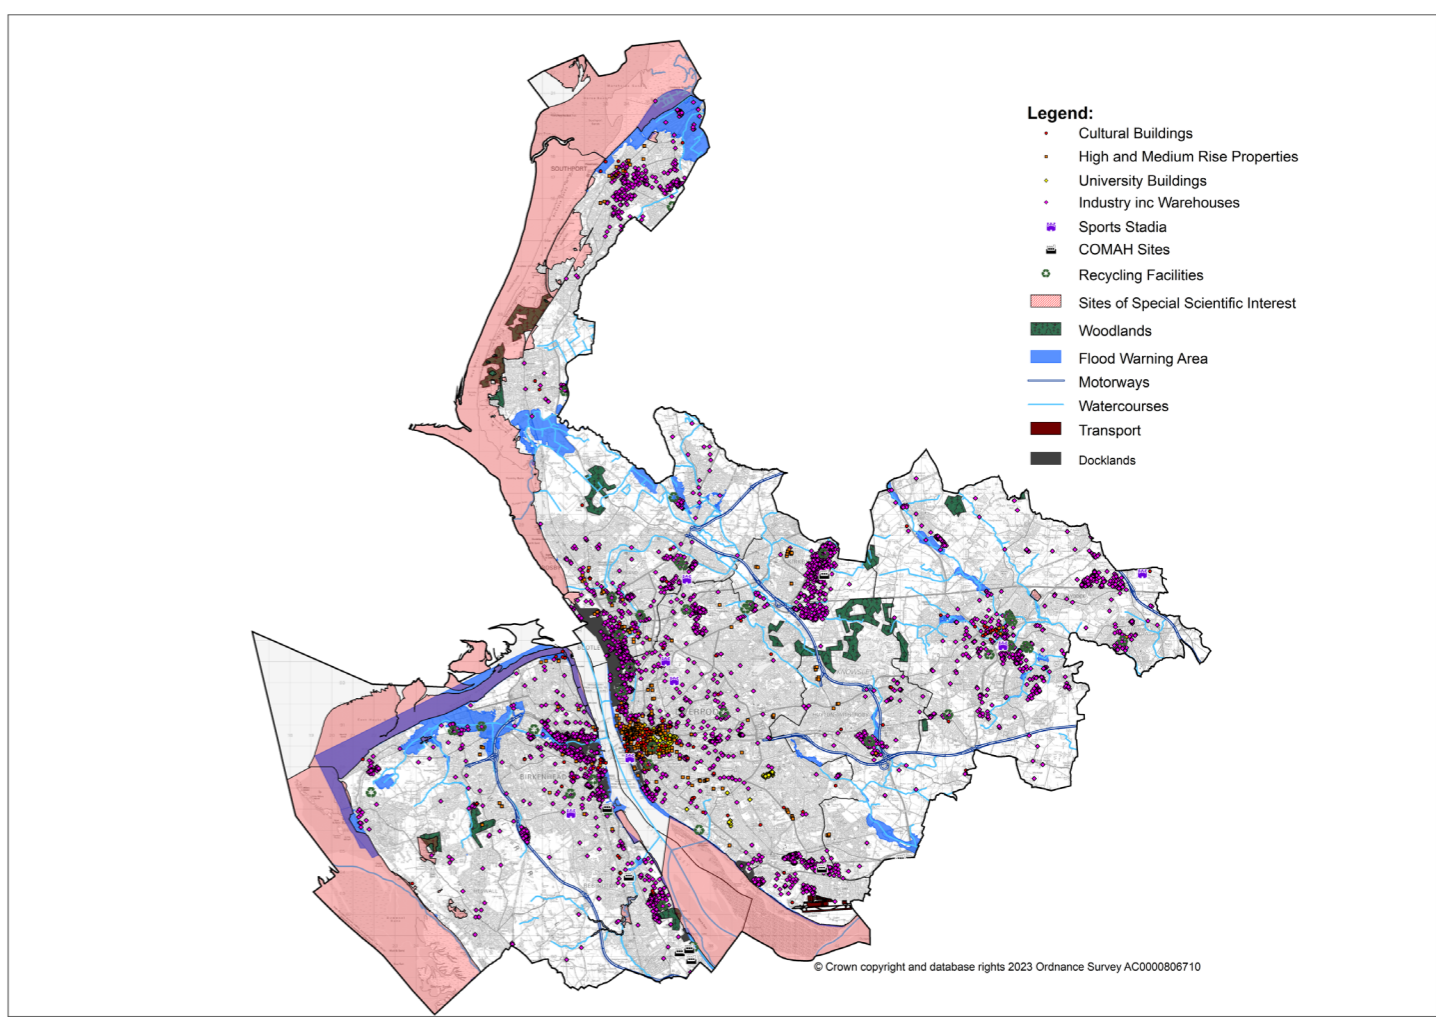 Legend:
Cultural Buildings
High and Medium Rise Properties
University Buildings
Industry inc Warehouses
Sports Stadia
COMAH Sites
Recycling Facilities
Sites of Special Scientific Interest
Woodlands
Flood Warning Area
Motorways
Watercourses
Transport
Docklands
SOUTHPORT
BIRKENHEAD
© Crown copyright and database rights 2023 Ordnance Survey AC0000806710